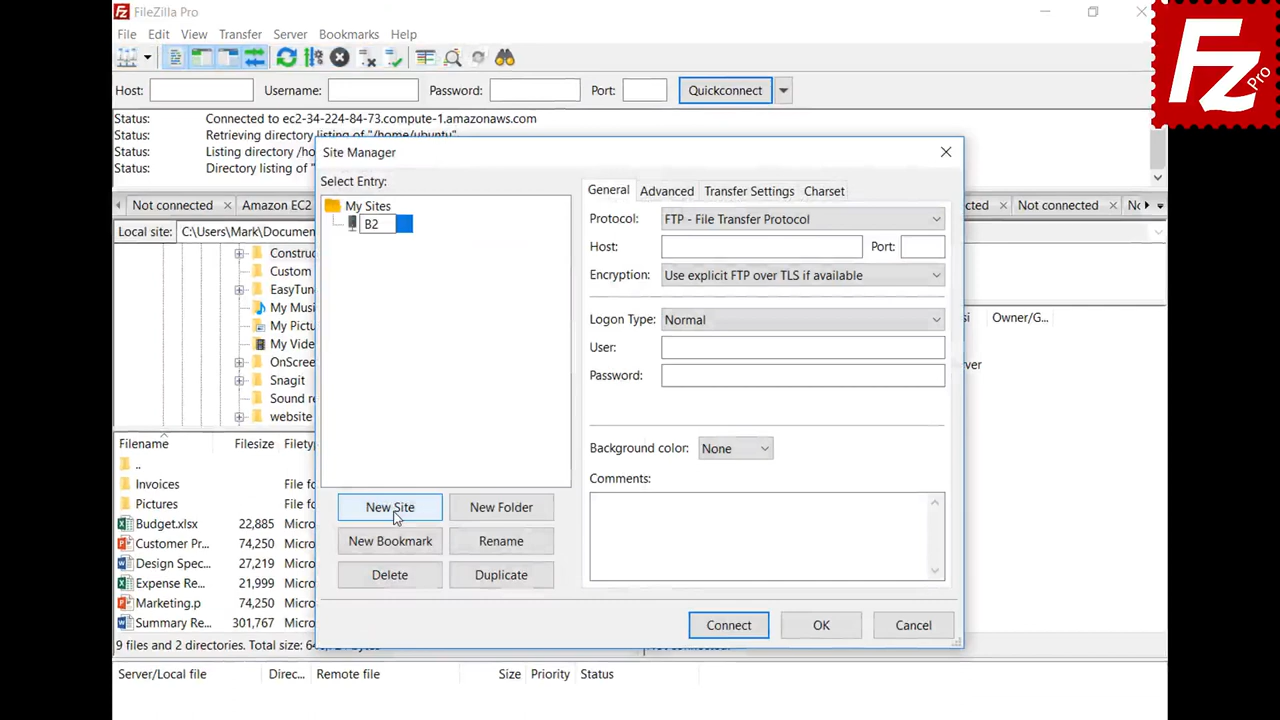 FileZilla Pro
File Edit View Transfer Server Bookmarks Help
Host: Username: Password: Port: Quickconnect
Status: Connected to ec2-34-224-84-73.compute-1.amazonaws.com
Status: Retrieving directory listing of "/home/ubuntu"
Status: Listing directory /ho
Status: Directory listing of "
Not connected Amazon EC2 Not connected
Local site: C:\Users\Mark\Documen
Construc
Custom
EasyTun
My Musi
My Pictu
My Vide
OnScree
Snagit
Sound re
website
Filename Filesize Filety
..
Invoices File fo
Pictures File fo
Budget.xlsx 22,885 Micro
Customer Pr... 74,250 Micro
Design Spec... 27,219 Micro
Expense Re... 21,999 Micro
Marketing.p 74,250 Micro
Summary Re... 301,767 Micro
9 files and 2 directories. Total size:
Site Manager
Select Entry:
My Sites
B2
New Site New Folder
New Bookmark Rename
Delete Duplicate
General Advanced Transfer Settings Charset
Protocol: FTP - File Transfer Protocol
Host: Port:
Encryption: Use explicit FTP over TLS if available
Logon Type: Normal
User:
Password:
Background color: None
Comments:
Connect OK Cancel
Owner/G...
Server/Local file Direc... Remote file Size Priority Status
Fz Pro